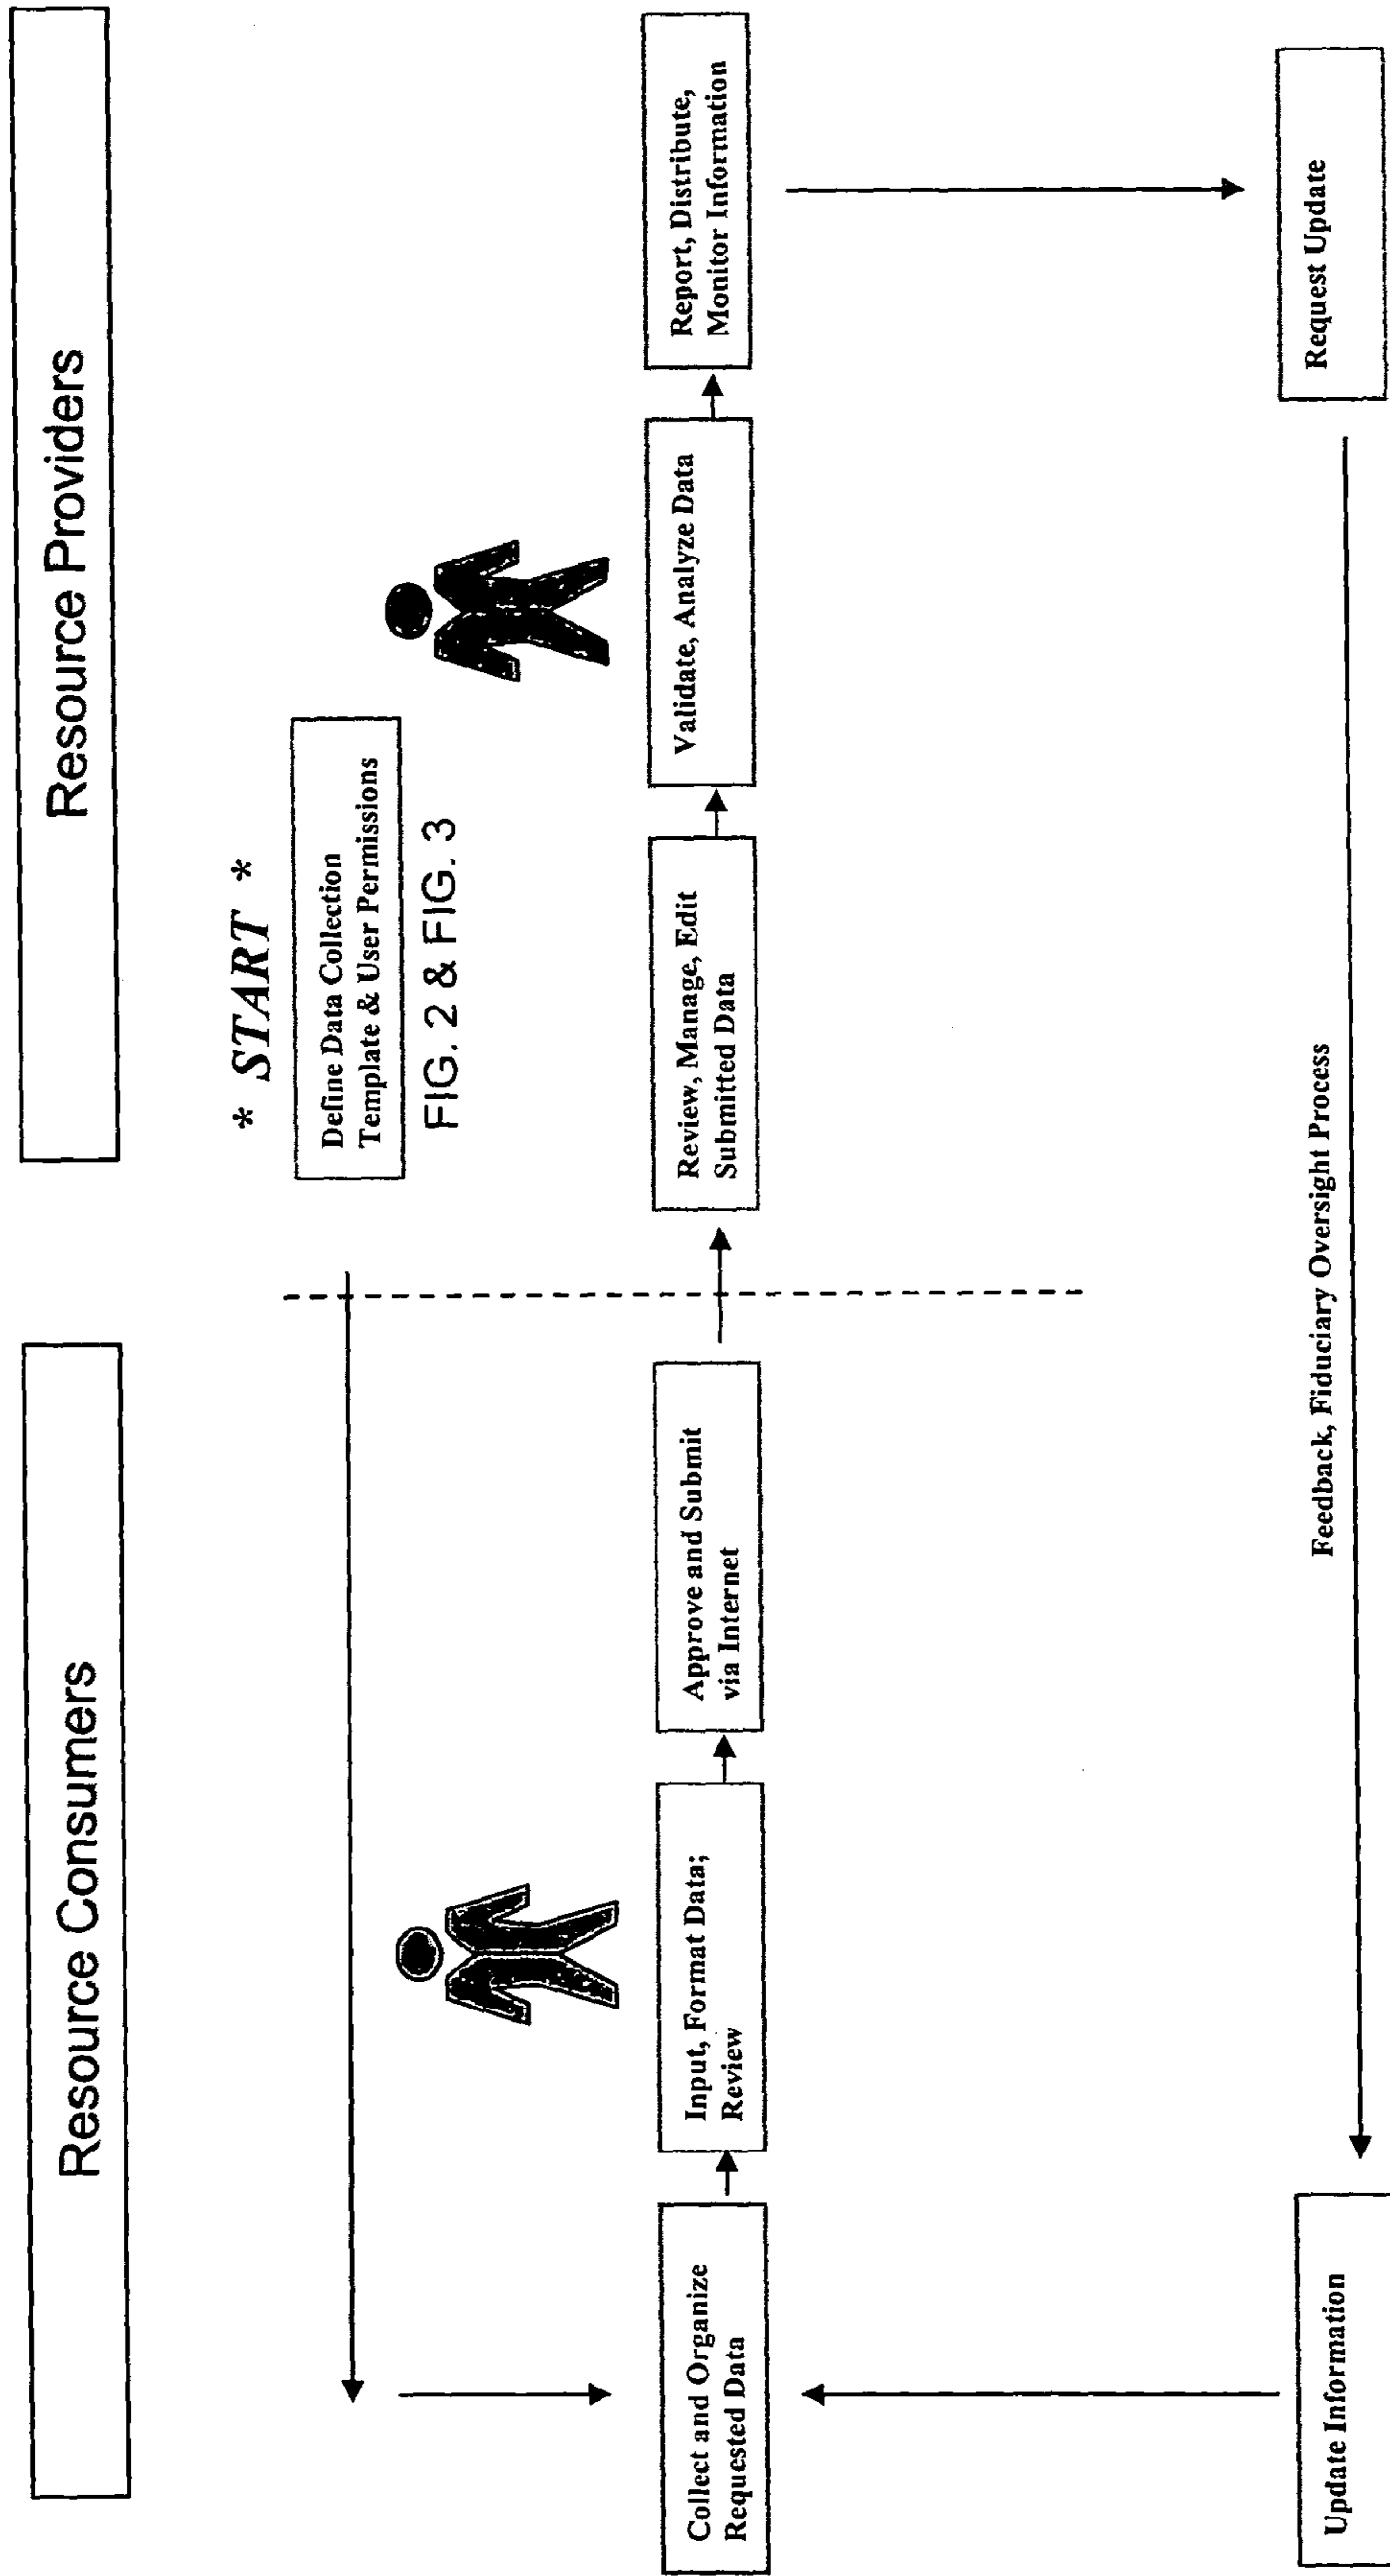 Resource Consumers
Resource Providers
* START *
Define Data Collection
Template & User Permissions
FIG. 2 & FIG. 3
Collect and Organize
Requested Data
Input, Format Data;
Review
Approve and Submit
via Internet
Review, Manage, Edit
Submitted Data
Validate, Analyze Data
Report, Distribute,
Monitor Information
Update Information
Feedback, Fiduciary Oversight Process
Request Update